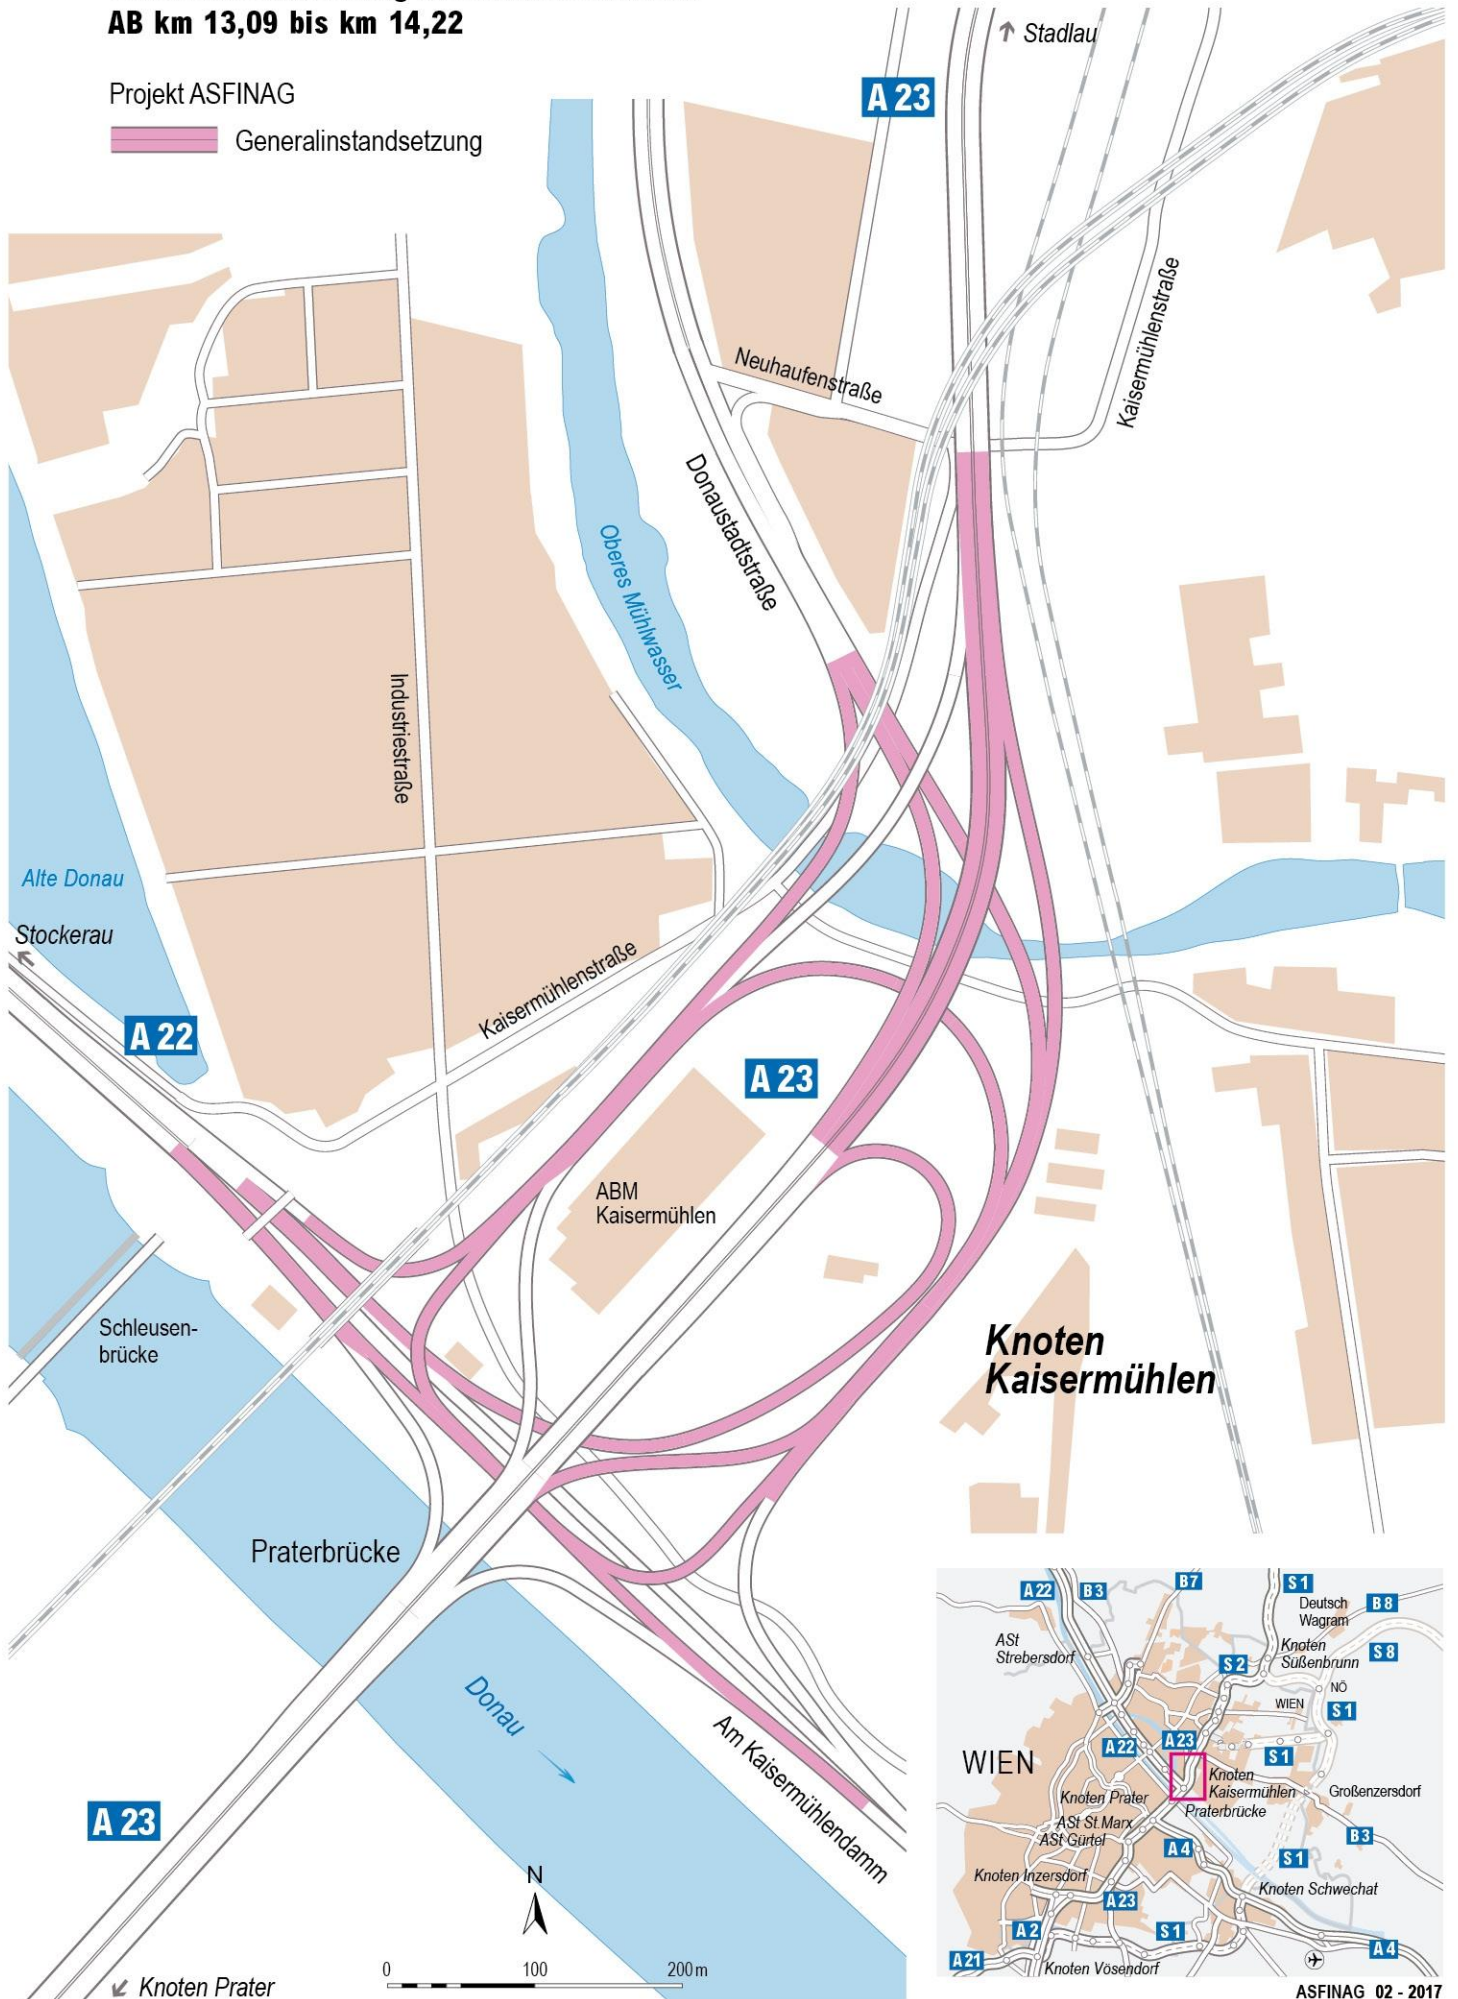 AB km 13,09 bis km 14,22
Projekt ASFINAG
Generalinstandsetzung
Stadlau
A 23
Neuhaufenstraße
Kaisermühlenstraße
Donaustadtstraße
Oberes Mühlwasser
Industriestraße
Alte Donau
Stockerau
A 22
Kaisermühlenstraße
A 23
ABM
Kaisermühlen
Schleusen-
brücke
Knoten
Kaisermühlen
Praterbrücke
Donau
Am Kaisermühlendamm
A 23
N
0 100 200 m
Knoten Prater
A 22
B 3
B 7
S 1
Deutsch
Wagram
B 8
ASt
Strebersdorf
Knoten
Süßenbrunn
S 8
S 2
NÖ
WIEN
S 1
A 22
A 23
S 1
WIEN
Knoten
Kaisermühlen
Großenzersdorf
Knoten Prater
Praterbrücke
ASt St.Marx
ASt Gürtel
B 3
A 4
S 1
Knoten Inzersdorf
Knoten Schwechat
A 23
A 2
S 1
A 4
A 21
Knoten Vösendorf
ASFINAG 02 - 2017